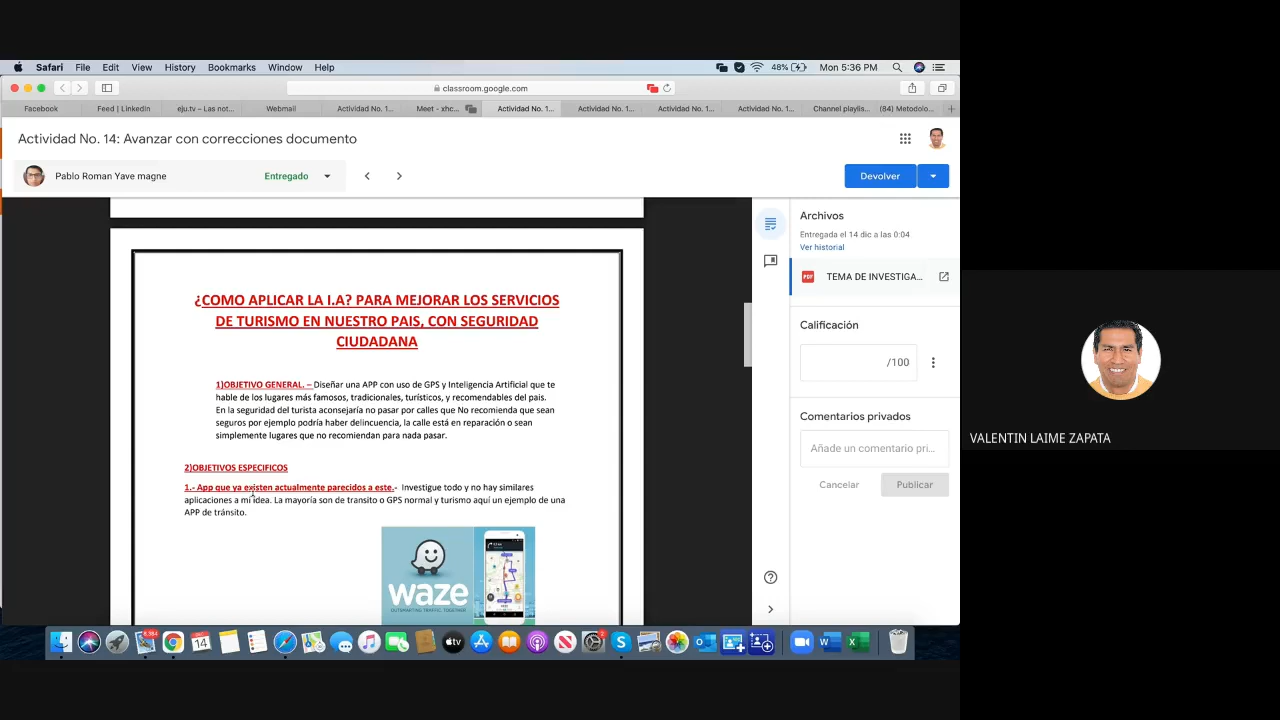 Safari File Edit View History Bookmarks Window Help 48% Mon 5:36 PM
classroom.google.com
Facebook Feed | LinkedIn eju.tv – Las not... Webmail Actividad No. 1... Meet – xhc... Actividad No. 1... Actividad No. 1... Actividad No. 1... Actividad No. 1... Channel playlis... (84) Metodolo...
Actividad No. 14: Avanzar con correcciones documento
Pablo Roman Yave magne Entregado Devolver
Archivos
Entregada el 14 dic a las 0:04
Ver historial
PDF TEMA DE INVESTIGA...
Calificación
/100
Comentarios privados
Añade un comentario pri...
Cancelar Publicar
¿COMO APLICAR LA I.A? PARA MEJORAR LOS SERVICIOS
DE TURISMO EN NUESTRO PAIS, CON SEGURIDAD
CIUDADANA
1)OBJETIVO GENERAL. – Diseñar una APP con uso de GPS y Inteligencia Artificial que te
hable de los lugares más famosos, tradicionales, turísticos, y recomendables del país.
En la seguridad del turista aconsejaría no pasar por calles que No recomienda que sean
seguros por ejemplo podría haber delincuencia, la calle está en reparación o sean
simplemente lugares que no recomiendan para nada pasar.
2)OBJETIVOS ESPECIFICOS
1.- App que ya existen actualmente parecidos a este.- Investigue todo y no hay similares
aplicaciones a mi idea. La mayoría son de transito o GPS normal y turismo aquí un ejemplo de una
APP de tránsito.
waze
OUTSMARTING TRAFFIC, TOGETHER
VALENTIN LAIME ZAPATA